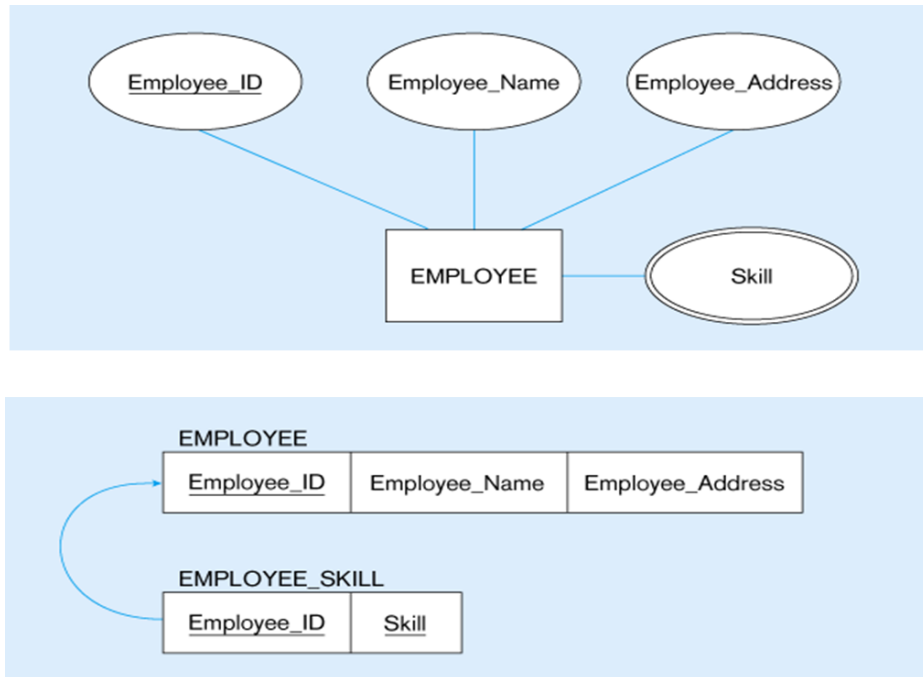 Employee_ID Employee_Name Employee_Address
EMPLOYEE Skill
EMPLOYEE
Employee_ID Employee_Name Employee_Address
EMPLOYEE_SKILL
Employee_ID Skill